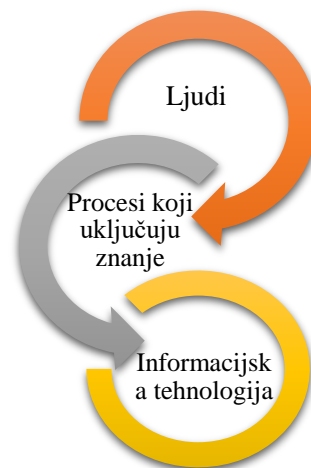 Ljudi
Procesi koji
uključuju
znanje
Informacijsk
a tehnologija